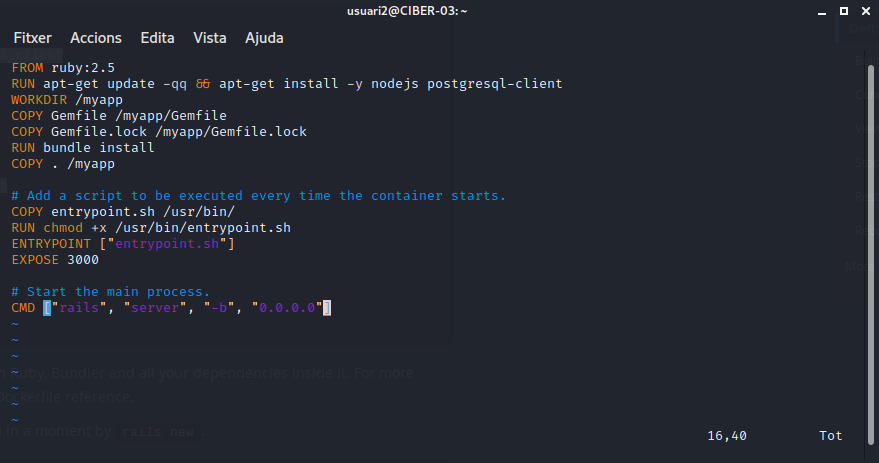 usuari2@CIBER-03: ~
Fitxer Accions Edita Vista Ajuda
FROM ruby:2.5
RUN apt-get update -qq && apt-get install -y nodejs postgresql-client
WORKDIR /myapp
COPY Gemfile /myapp/Gemfile
COPY Gemfile.lock /myapp/Gemfile.lock
RUN bundle install
COPY . /myapp

# Add a script to be executed every time the container starts.
COPY entrypoint.sh /usr/bin/
RUN chmod +x /usr/bin/entrypoint.sh
ENTRYPOINT ["entrypoint.sh"]
EXPOSE 3000

# Start the main process.
CMD ["rails", "server", "-b", "0.0.0.0"]
~
~
~
~
~
~
~
Ruby, Bundler and all your dependencies inside it. For more
Dockerfile reference.
in a moment by rails new .
16,40 Tot